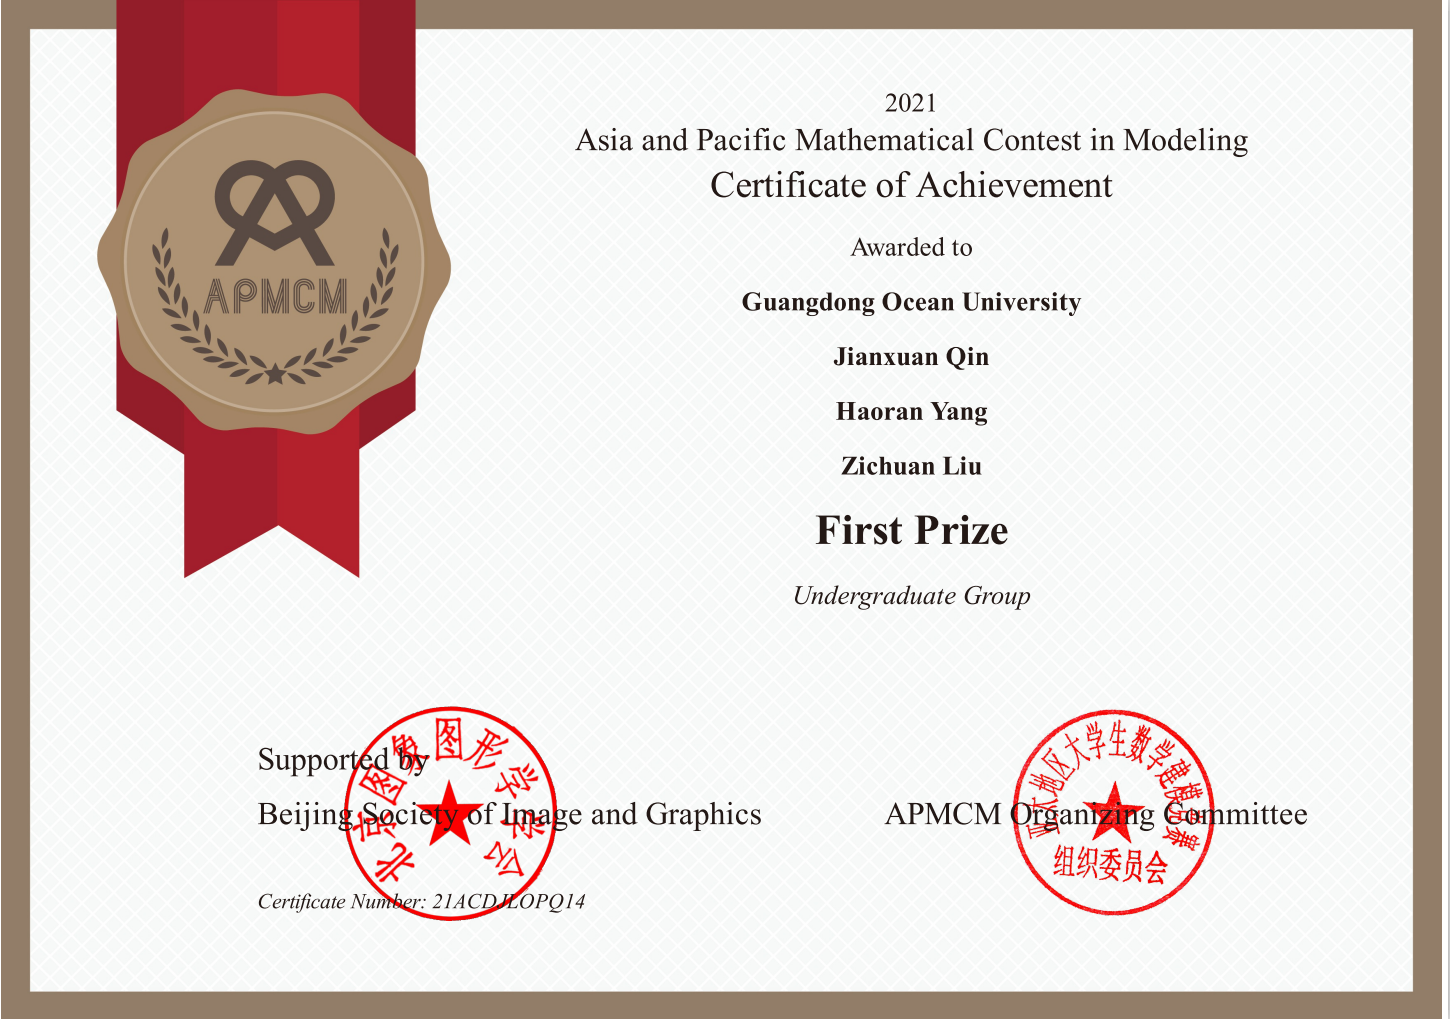 2021
Asia and Pacific Mathematical Contest in Modeling
Certificate of Achievement
APMCM
Awarded to
Guangdong Ocean University
Jianxuan Qin
Haoran Yang
Zichuan Liu
First Prize
Undergraduate Group
Supported by
Beijing Society of Image and Graphics
北京图象图形学学会
APMCM Organizing Committee
亚太地区大学生数学建模竞赛
组织委员会
Certificate Number: 21ACDJLOPQ14